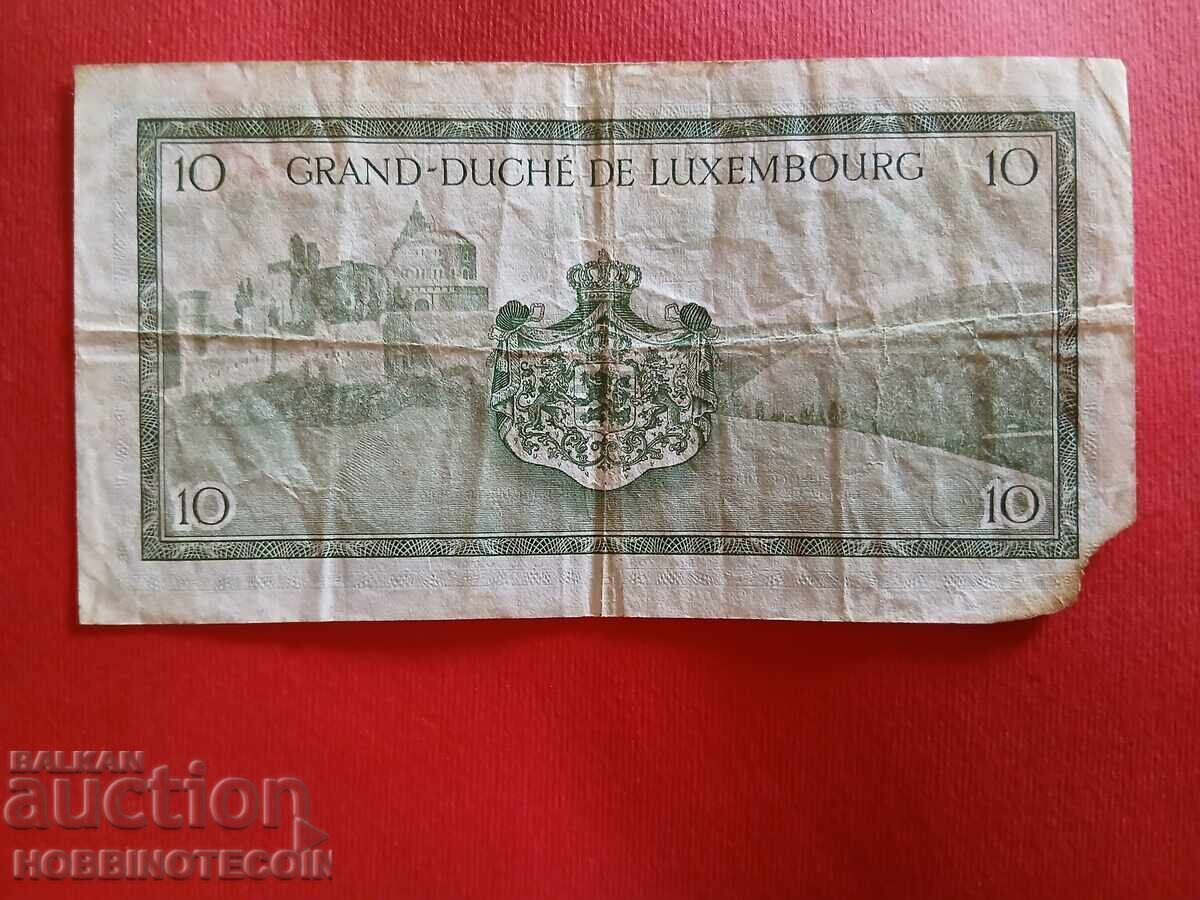 10 GRAND-DUCHÉ DE LUXEMBOURG 10
10 10
BALKAN
auction
HOBBINOTECOIN